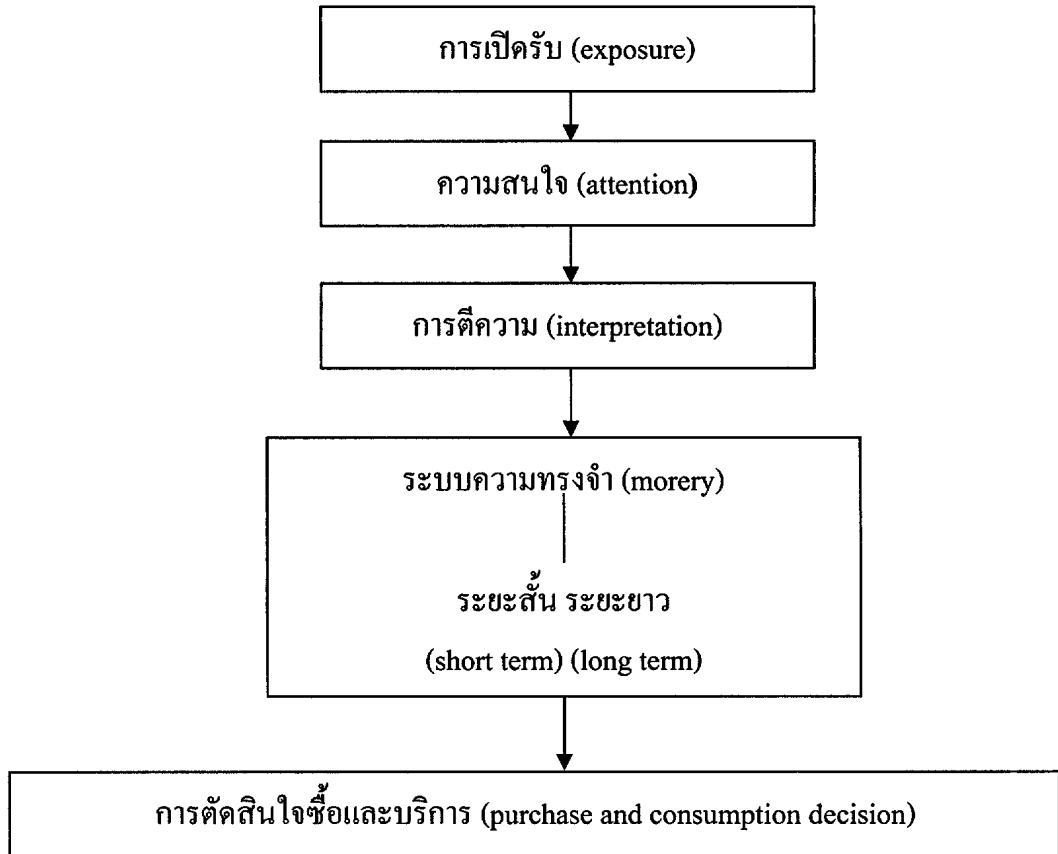 การเปิดรับ (exposure)
ความสนใจ (attention)
การตีความ (interpretation)
ระบบความทรงจำ (morery)
ระยะสั้น ระยะยาว
(short term) (long term)
การตัดสินใจซื้อและบริการ (purchase and consumption decision)